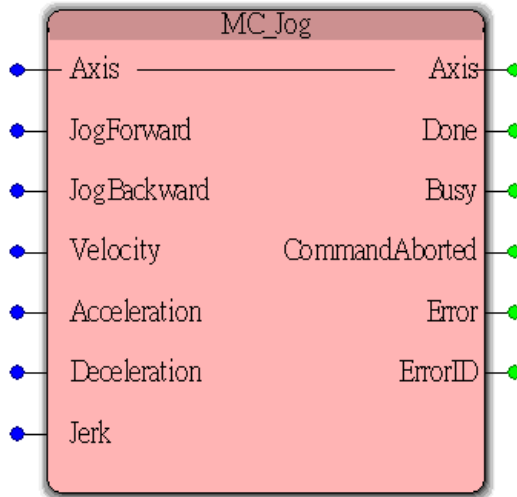 MC_Jog
Axis Axis
JogForward Done
JogBackward Busy
Velocity CommandAborted
Acceleration Error
Deceleration ErrorID
Jerk